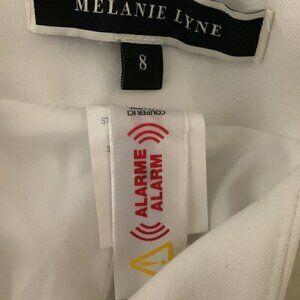 MELANIE LYNE
8
COUPER ICI
ALARME
ALARM